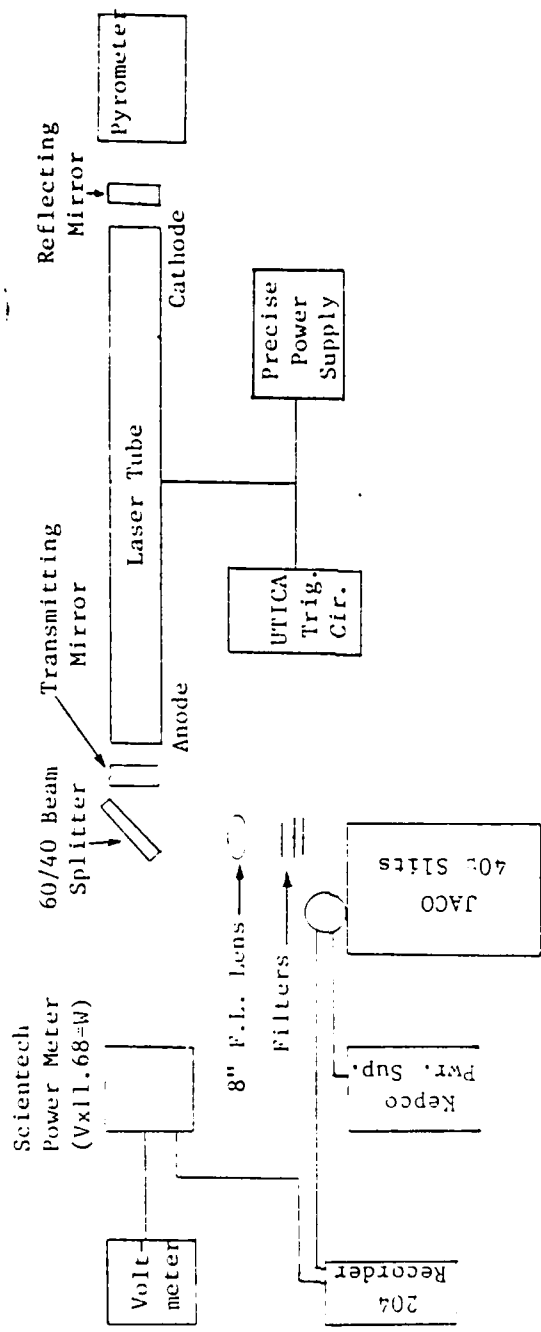 Scientech
Power Meter
(Vx11.68=W)
60/40 Beam
Splitter
Transmitting
Mirror
Reflecting
Mirror
Volt-
meter
Anode
Laser Tube
Cathode
Pyrometer
8" F.L. Lens
Filters
UTICA
Trig.
Cir.
Precise
Power
Supply
204
Recorder
Kepco
Pwr. Sup.
JACO
Slits